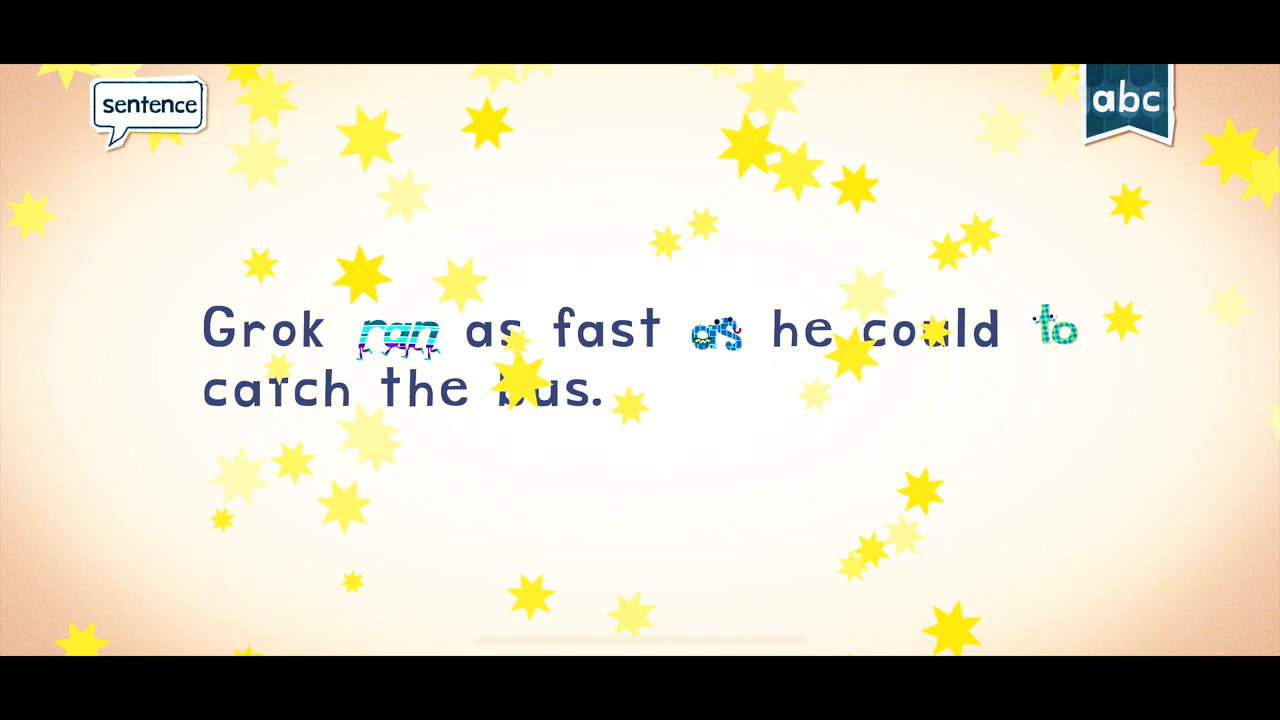 sentence
abc
Grok ran as fast as he could to
catch the bus.